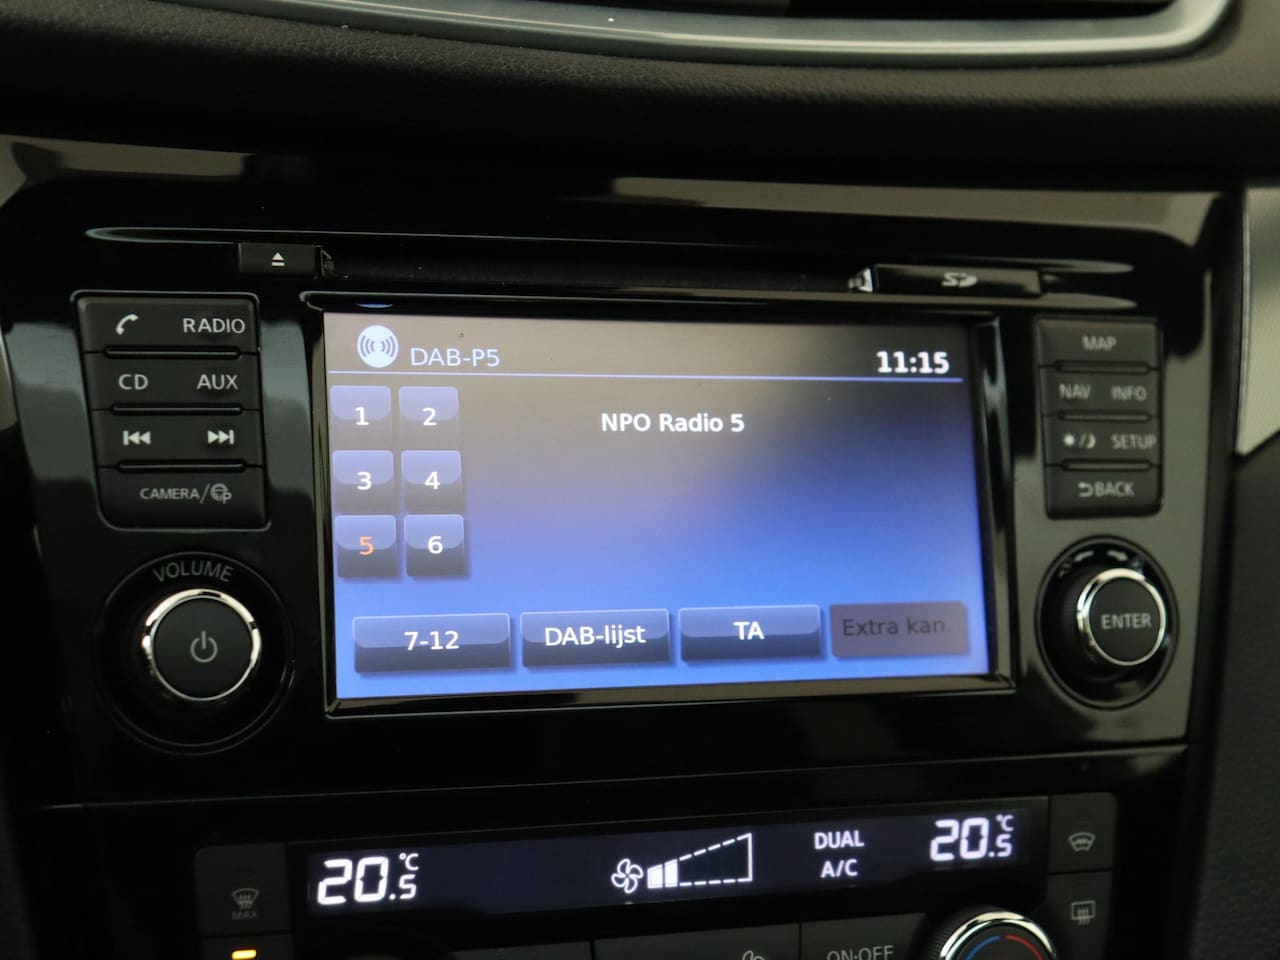 SD
RADIO
CD AUX
CAMERA/
VOLUME
DAB-P5
11:15
1 2
3 4
5 6
NPO Radio 5
7-12
DAB-lijst
TA
Extra kan.
MAP
NAV INFO
SETUP
BACK
ENTER
20.5°C
DUAL
A/C
20.5°C
MAX
ON-OFF